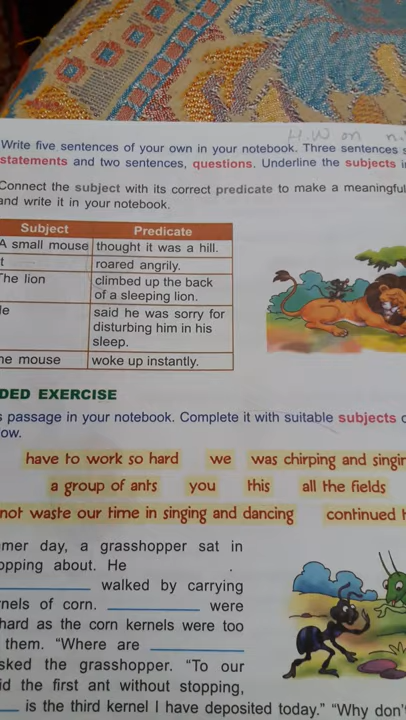 H.W on
Write five sentences of your own in your notebook. Three sentences s
statements and two sentences, questions. Underline the subjects i
Connect the subject with its correct predicate to make a meaningful
and write it in your notebook.
Subject Predicate
A small mouse thought it was a hill.
t roared angrily.
The lion climbed up the back
of a sleeping lion.
He said he was sorry for
disturbing him in his
sleep.
he mouse woke up instantly.
DED EXERCISE
s passage in your notebook. Complete it with suitable subjects o
ow.
have to work so hard we was chirping and singin
a group of ants you this all the fields
not waste our time in singing and dancing continued t
mer day, a grasshopper sat in
opping about. He
walked by carrying
rnels of corn. were
hard as the corn kernels were too
them. "Where are
sked the grasshopper. "To our
id the first ant without stopping,
is the third kernel I have deposited today." "Why don'